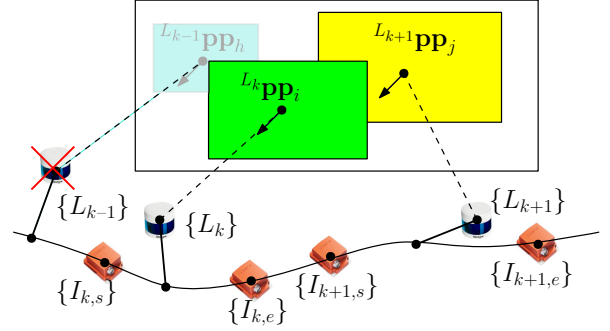 ^{L_{k-1}}pp_h
^{L_{k+1}}pp_j
^{L_k}pp_i
{L_{k-1}}
{L_k}
{L_{k+1}}
{I_{k,s}}
{I_{k,e}}
{I_{k+1,s}}
{I_{k+1,e}}